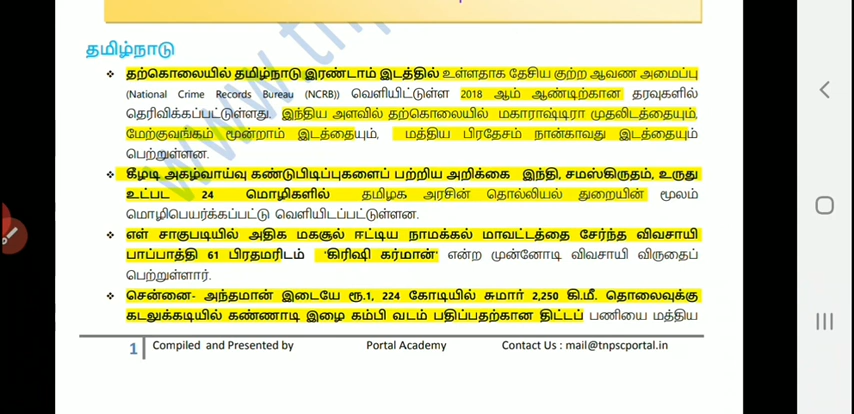 தமிழ்நாடு
❖ தற்கொலையில் தமிழ்நாடு இரண்டாம் இடத்தில் உள்ளதாக தேசிய குற்ற ஆவண அமைப்பு
(National Crime Records Bureau (NCRB)) வெளியிட்டுள்ள 2018 ஆம் ஆண்டிற்கான தரவுகளில்
தெரிவிக்கப்பட்டுள்ளது. இந்திய அளவில் தற்கொலையில் மகாராஷ்டிரா முதலிடத்தையும்,
மேற்குவங்கம் மூன்றாம் இடத்தையும், மத்திய பிரதேசம் நான்காவது இடத்தையும்
பெற்றுள்ளன.
❖ கீழடி அகழ்வாய்வு கண்டுபிடிப்புகளைப் பற்றிய அறிக்கை இந்தி, சமஸ்கிருதம், உருது
உட்பட 24 மொழிகளில் தமிழக அரசின் தொல்லியல் துறையின் மூலம்
மொழிபெயர்க்கப்பட்டு வெளியிடப்பட்டுள்ளன.
❖ எள் சாகுபடியில் அதிக மகசூல் ஈட்டிய நாமக்கல் மாவட்டத்தை சேர்ந்த விவசாயி
பாப்பாத்தி 61 பிரதமரிடம் 'கிரிஷி கர்மான்' என்ற முன்னோடி விவசாயி விருதைப்
பெற்றுள்ளார்.
❖ சென்னை- அந்தமான் இடையே ரூ.1, 224 கோடியில் சுமார் 2,250 கி.மீ. தொலைவுக்கு
கடலுக்கடியில் கண்ணாடி இழை கம்பி வடம் பதிப்பதற்கான திட்டப் பணியை மத்திய
1 Compiled and Presented by Portal Academy Contact Us : mail@tnpscportal.in